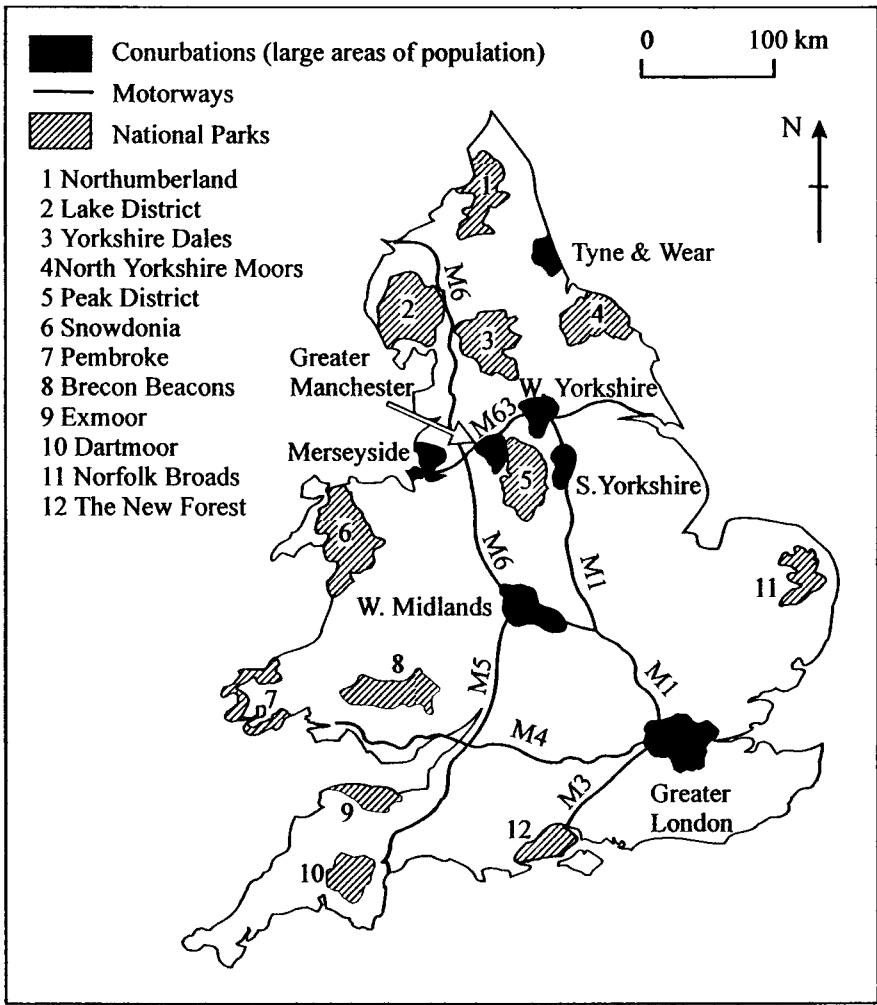 Conurbations (large areas of population)
Motorways
National Parks
0 100 km
N
1 Northumberland
2 Lake District
3 Yorkshire Dales
4North Yorkshire Moors
5 Peak District
6 Snowdonia
7 Pembroke
8 Brecon Beacons
9 Exmoor
10 Dartmoor
11 Norfolk Broads
12 The New Forest
1
Tyne & Wear
M6
2
3
4
Greater
Manchester
W. Yorkshire
M63
Merseyside
5
S.Yorkshire
6
M6
M1
11
W. Midlands
8
M5
M1
7
M4
M3
Greater
London
9
12
10